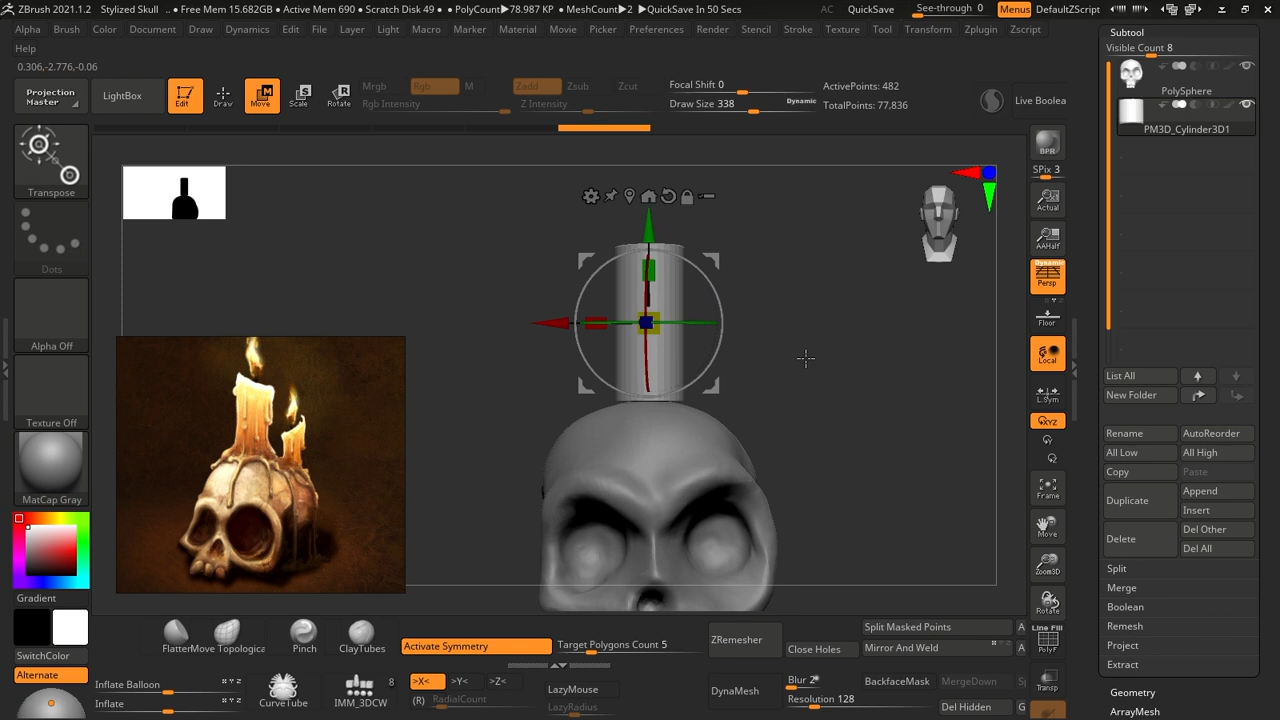 ZBrush 2021.1.2 Stylized Skull .. ● Free Mem 15.682GB ● Active Mem 690 ● Scratch Disk 49 ● PolyCount▶78.987 KP ● MeshCount▶2 ▶QuickSave In 50 Secs AC QuickSave See-through 0 Menus DefaultZScript
Alpha Brush Color Document Draw Dynamics Edit File Layer Light Macro Marker Material Movie Picker Preferences Render Stencil Stroke Texture Tool Transform Zplugin Zscript
Help
0.306,-2.776,-0.06
Projection Master
LightBox
Edit
Draw
Move
Scale
Rotate
Mrgb Rgb M
Rgb Intensity
Zadd Zsub Zcut
Z Intensity
Focal Shift 0
Draw Size 338 Dynamic
ActivePoints: 482
TotalPoints: 77,836
Live Boolea
Transpose
Dots
Alpha Off
Texture Off
MatCap Gray
Gradient
SwitchColor
Alternate
BPR
SPix 3
Actual
AAHalf
Dynamic
Persp
Floor
Local
L.Sym
XYZ
Frame
Move
Zoom3D
Rotate
Line Fill
PolyF
Transp
Subtool
Visible Count 8
PolySphere
PM3D_Cylinder3D1
List All
New Folder
Rename AutoReorder
All Low All High
Copy Paste
Duplicate Append
Insert
Delete Del Other
Del All
Split
Merge
Boolean
Remesh
Project
Extract
Geometry
ArrayMesh
Flatten
Move Topologica
Pinch
ClayTubes
Activate Symmetry
Target Polygons Count 5
ZRemesher
Close Holes
Split Masked Points A
Mirror And Weld A
Inflate Balloon
Inflate
CurveTube
8
IMM_3DCW
>X< >Y< >Z<
(R) RadialCount
LazyMouse
LazyRadius
DynaMesh
Blur 2
Resolution 128
BackfaceMask
MergeDown Sp
Del Hidden G